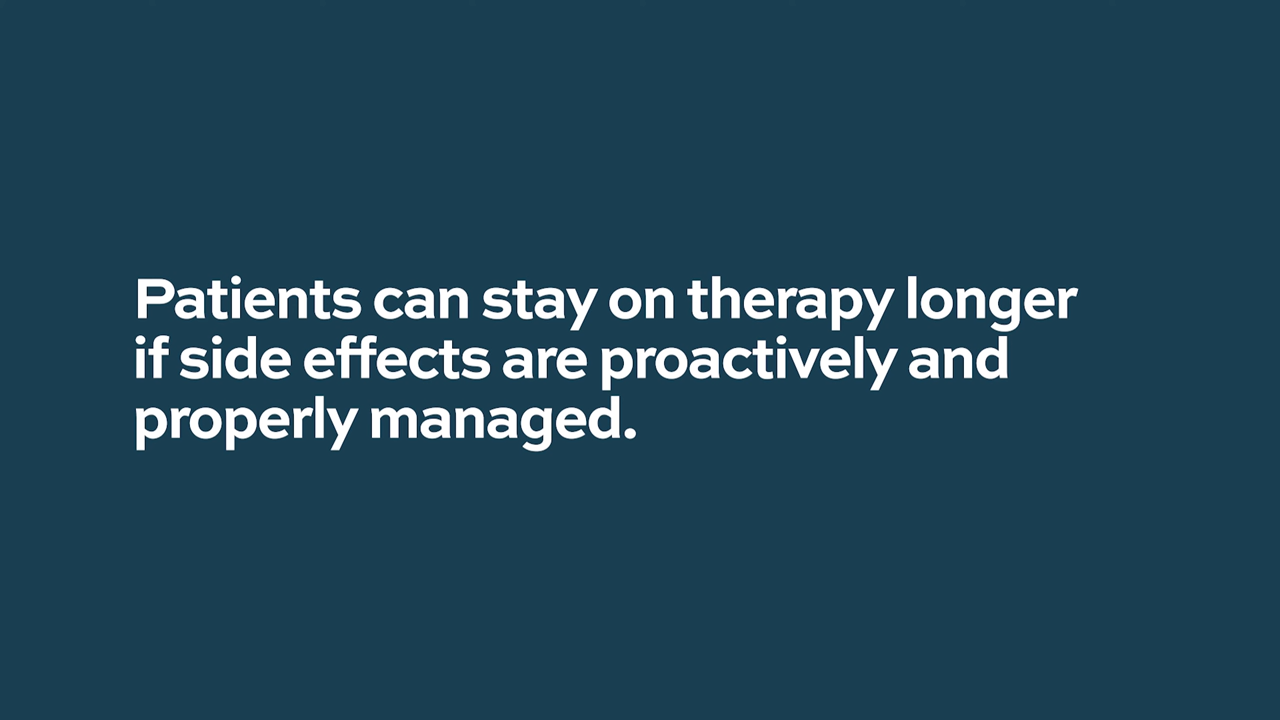 Patients can stay on therapy longer
if side effects are proactively and
properly managed.